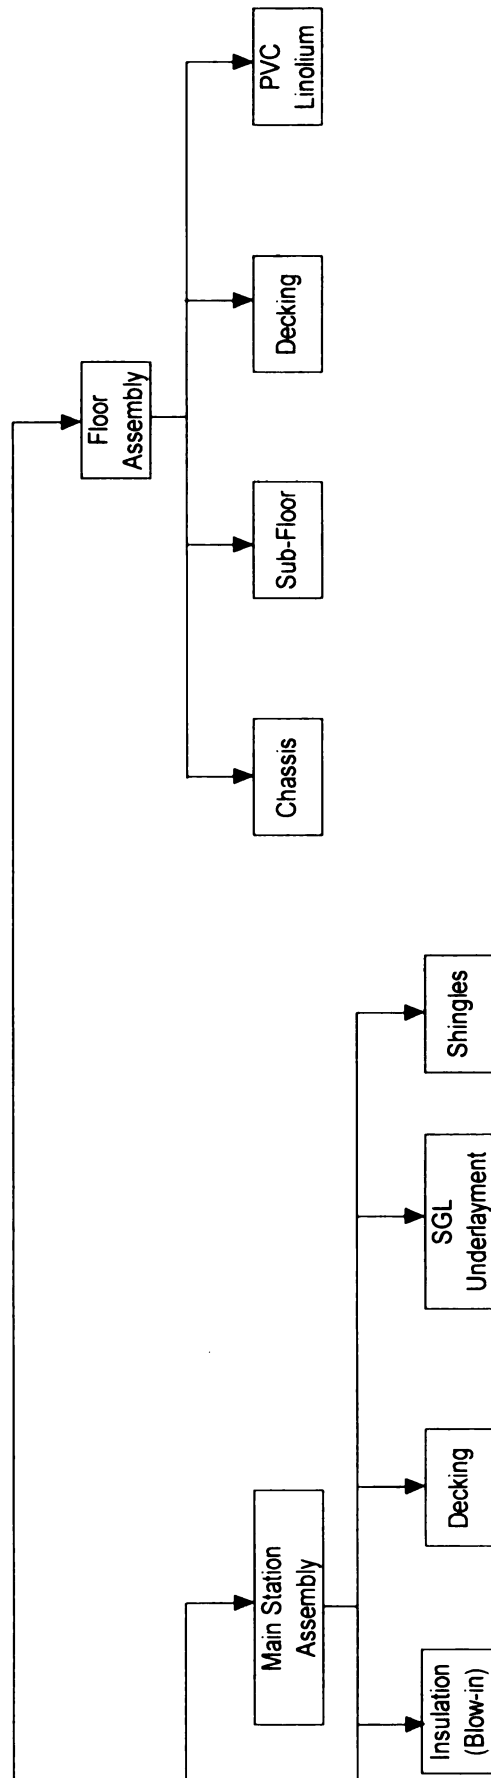 Floor
Assembly
Main Station
Assembly
Chassis
Sub-Floor
Decking
PVC
Linolium
Insulation
(Blow-in)
Decking
SGL
Underlayment
Shingles